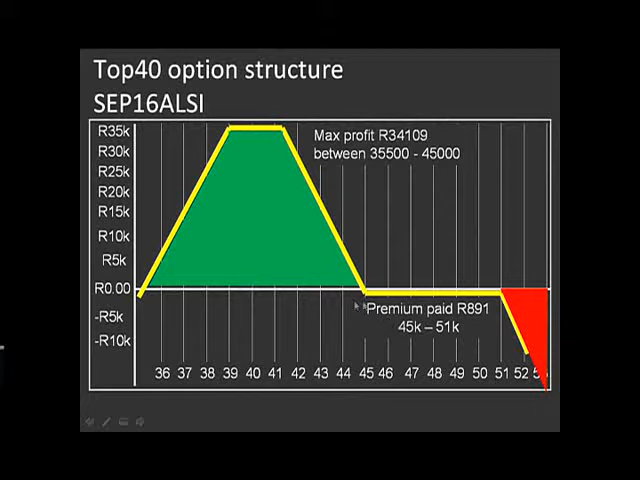 Top40 option structure
SEP16ALSI
R35k
Max profit R34109
R30k
between 35500 - 45000
R25k
R20k
R15k
R10k
R5k
R0.00
Premium paid R891
-R5k
45k – 51k
-R10k
36 37 38 39 40 41 42 43 44 45 46 47 48 49 50 51 52